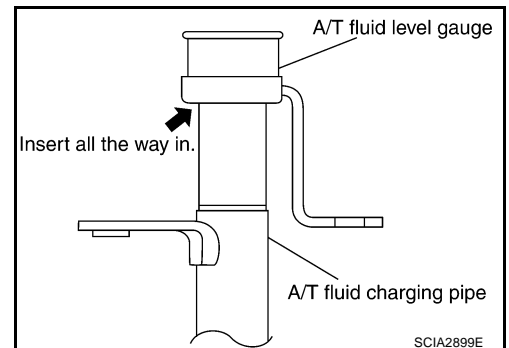 A/T fluid level gauge
Insert all the way in.
A/T fluid charging pipe
SCIA2899E